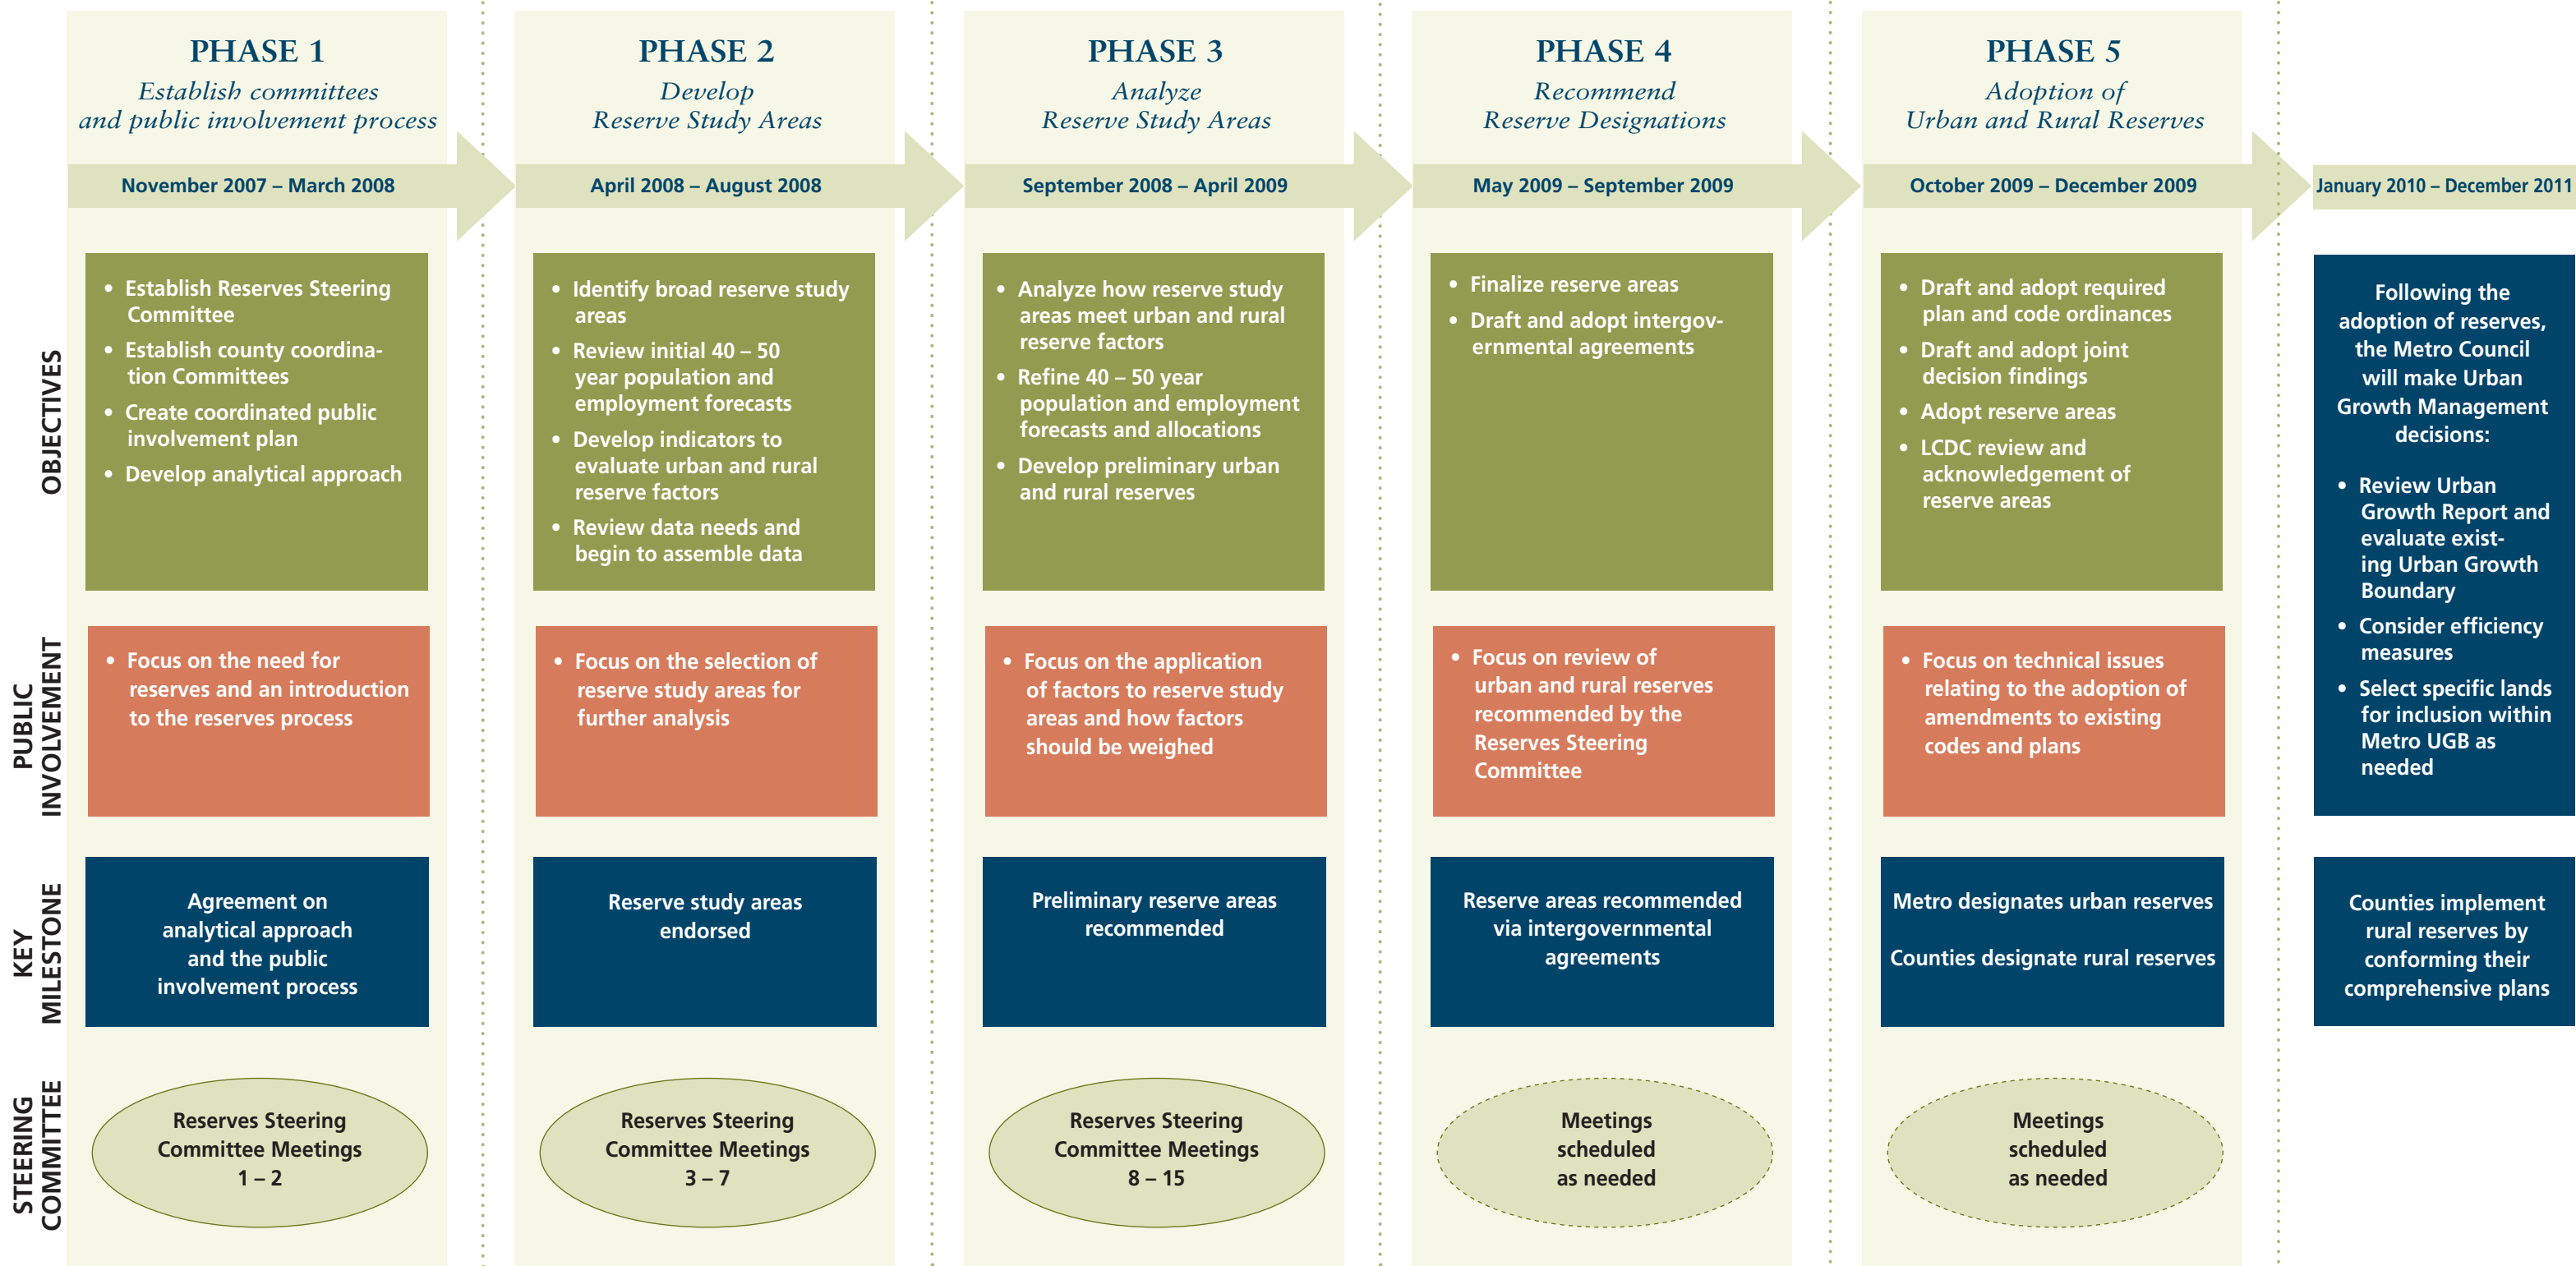 PHASE 1
Establish committees
and public involvement process
November 2007 – March 2008
PHASE 2
Develop
Reserve Study Areas
April 2008 – August 2008
PHASE 3
Analyze
Reserve Study Areas
September 2008 – April 2009
PHASE 4
Recommend
Reserve Designations
May 2009 – September 2009
PHASE 5
Adoption of
Urban and Rural Reserves
October 2009 – December 2009
January 2010 – December 2011
OBJECTIVES
• Establish Reserves Steering
Committee
• Establish county coordina-
tion Committees
• Create coordinated public
involvement plan
• Develop analytical approach
• Identify broad reserve study
areas
• Review initial 40 – 50
year population and
employment forecasts
• Develop indicators to
evaluate urban and rural
reserve factors
• Review data needs and
begin to assemble data
• Analyze how reserve study
areas meet urban and rural
reserve factors
• Refine 40 – 50 year
population and employment
forecasts and allocations
• Develop preliminary urban
and rural reserves
• Finalize reserve areas
• Draft and adopt intergov-
ernmental agreements
• Draft and adopt required
plan and code ordinances
• Draft and adopt joint
decision findings
• Adopt reserve areas
• LCDC review and
acknowledgement of
reserve areas
Following the
adoption of reserves,
the Metro Council
will make Urban
Growth Management
decisions:
• Review Urban
Growth Report and
evaluate exist-
ing Urban Growth
Boundary
• Consider efficiency
measures
• Select specific lands
for inclusion within
Metro UGB as
needed
PUBLIC
INVOLVEMENT
• Focus on the need for
reserves and an introduction
to the reserves process
• Focus on the selection of
reserve study areas for
further analysis
• Focus on the application
of factors to reserve study
areas and how factors
should be weighed
• Focus on review of
urban and rural reserves
recommended by the
Reserves Steering
Committee
• Focus on technical issues
relating to the adoption of
amendments to existing
codes and plans
KEY
MILESTONE
Agreement on
analytical approach
and the public
involvement process
Reserve study areas
endorsed
Preliminary reserve areas
recommended
Reserve areas recommended
via intergovernmental
agreements
Metro designates urban reserves
Counties designate rural reserves
Counties implement
rural reserves by
conforming their
comprehensive plans
STEERING
COMMITTEE
Reserves Steering
Committee Meetings
1 – 2
Reserves Steering
Committee Meetings
3 – 7
Reserves Steering
Committee Meetings
8 – 15
Meetings
scheduled
as needed
Meetings
scheduled
as needed